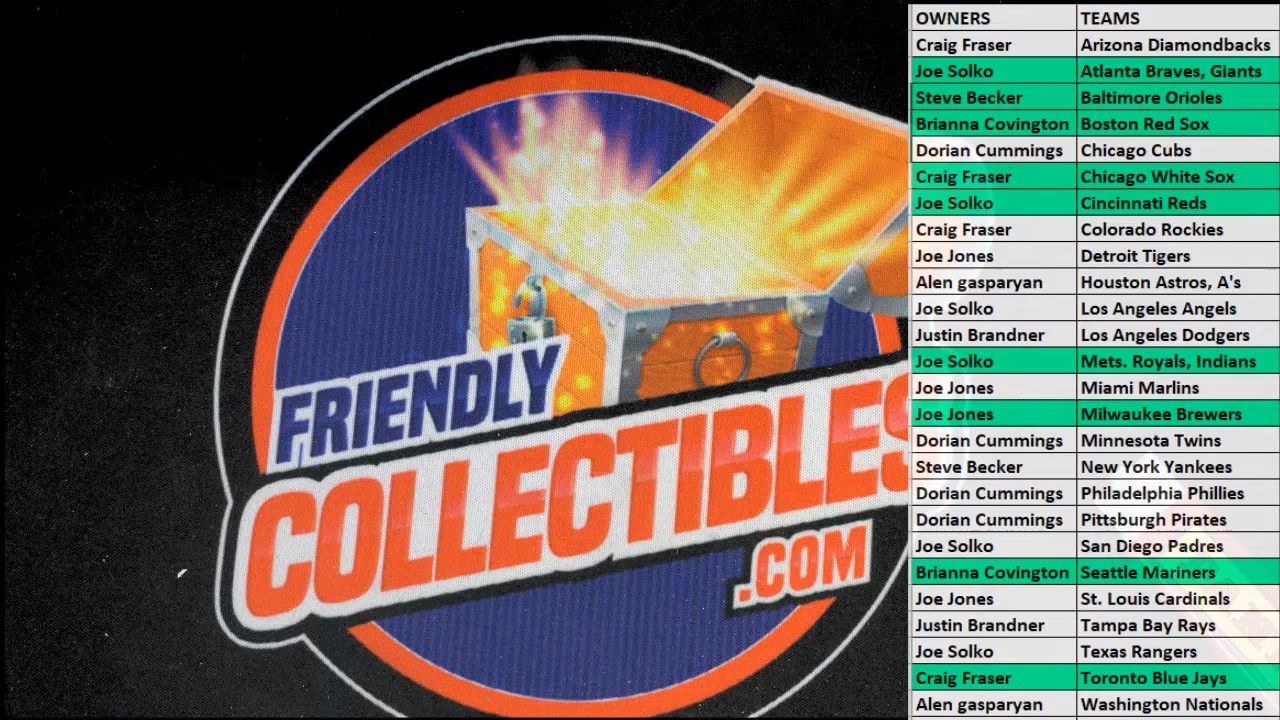 FRIENDLY
COLLECTIBLES
.COM
OWNERS TEAMS
Craig Fraser Arizona Diamondbacks
Joe Solko Atlanta Braves, Giants
Steve Becker Baltimore Orioles
Brianna Covington Boston Red Sox
Dorian Cummings Chicago Cubs
Craig Fraser Chicago White Sox
Joe Solko Cincinnati Reds
Craig Fraser Colorado Rockies
Joe Jones Detroit Tigers
Alen gasparyan Houston Astros, A's
Joe Solko Los Angeles Angels
Justin Brandner Los Angeles Dodgers
Joe Solko Mets. Royals, Indians
Joe Jones Miami Marlins
Joe Jones Milwaukee Brewers
Dorian Cummings Minnesota Twins
Steve Becker New York Yankees
Dorian Cummings Philadelphia Phillies
Dorian Cummings Pittsburgh Pirates
Joe Solko San Diego Padres
Brianna Covington Seattle Mariners
Joe Jones St. Louis Cardinals
Justin Brandner Tampa Bay Rays
Joe Solko Texas Rangers
Craig Fraser Toronto Blue Jays
Alen gasparyan Washington Nationals